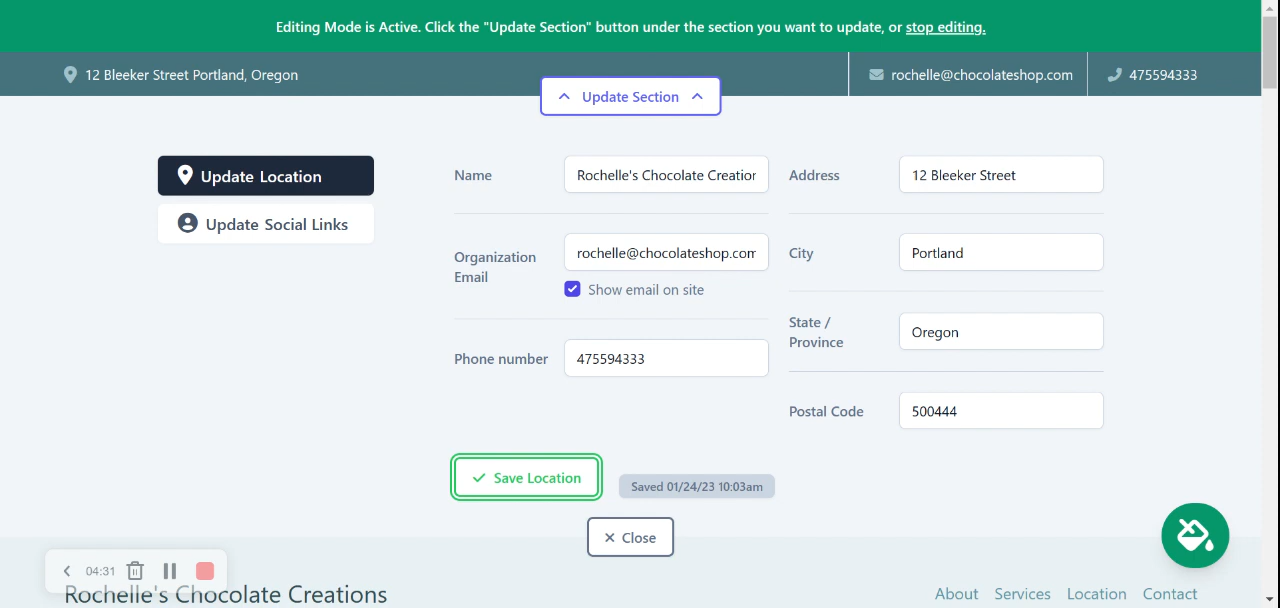 Editing Mode is Active. Click the "Update Section" button under the section you want to update, or stop editing.
12 Bleeker Street Portland, Oregon
rochelle@chocolateshop.com
475594333
Update Section
Update Location
Update Social Links
Name
Rochelle's Chocolate Creation
Address
12 Bleeker Street
Organization
Email
rochelle@chocolateshop.com
Show email on site
City
Portland
State /
Province
Oregon
Phone number
475594333
Postal Code
500444
Save Location
Saved 01/24/23 10:03am
Close
04:31
Rochelle's Chocolate Creations
About
Services
Location
Contact